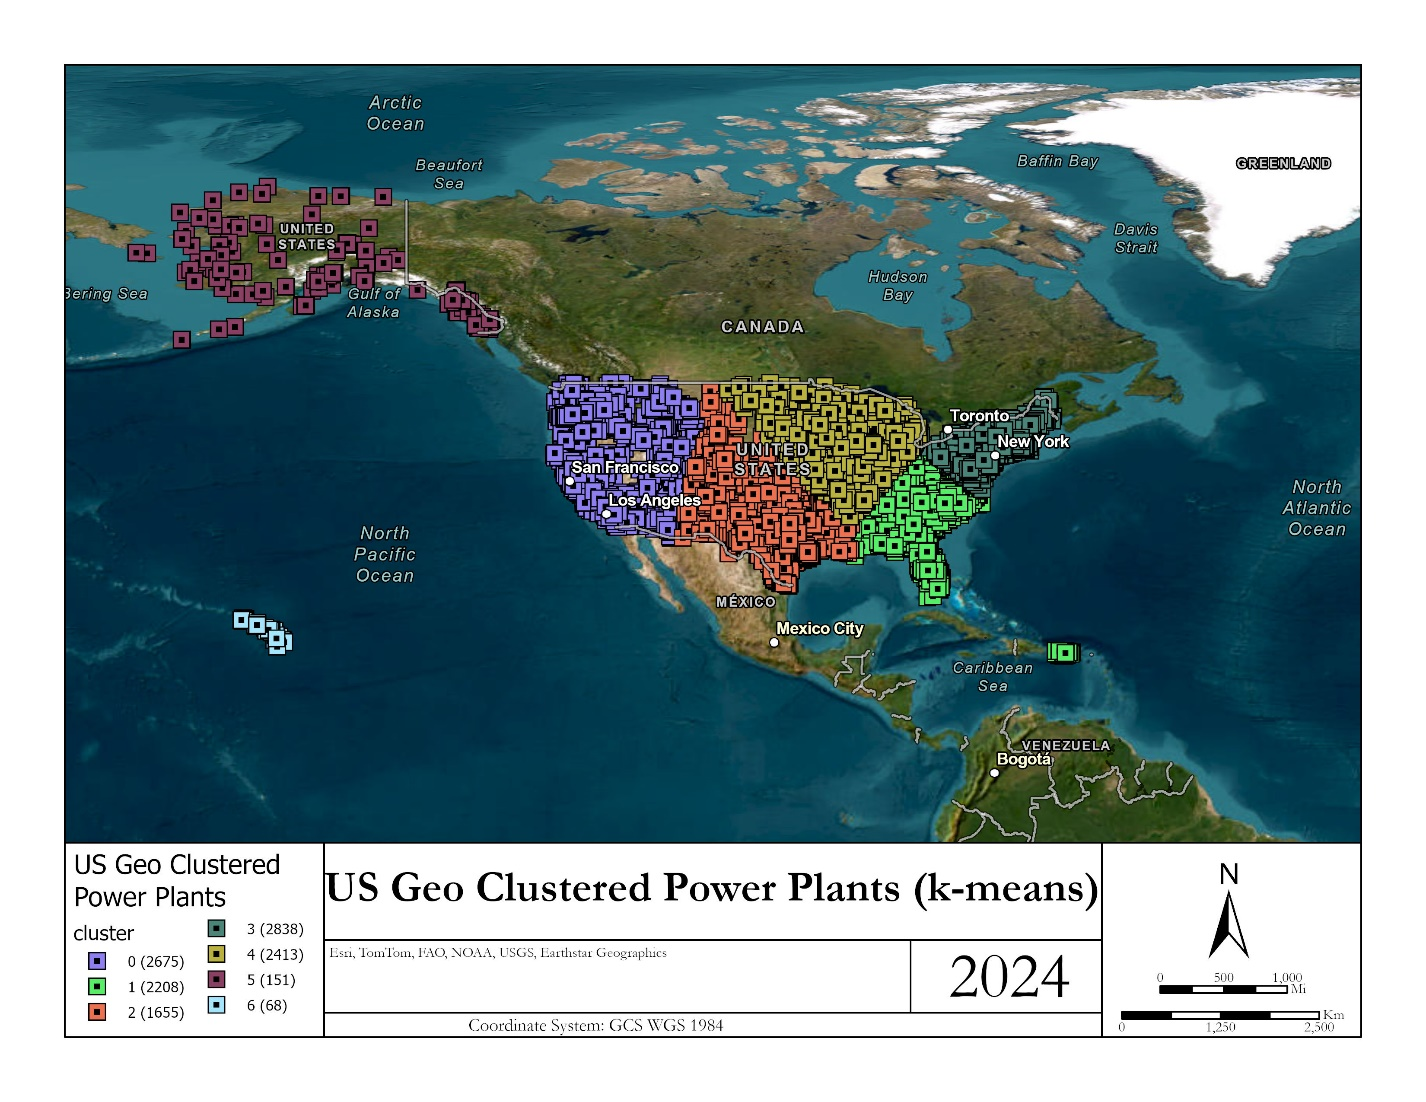 Arctic
Ocean
Beaufort
Sea
Baffin Bay
GREENLAND
Davis
Strait
UNITED
STATES
Hudson
Bay
Bering Sea
Gulf of
Alaska
CANADA
Toronto
New York
UNITED
STATES
San Francisco
Los Angeles
North
Atlantic
Ocean
North
Pacific
Ocean
MÉXICO
Mexico City
Caribbean
Sea
VENEZUELA
Bogotá
US Geo Clustered
Power Plants
cluster
0 (2675)
1 (2208)
2 (1655)
3 (2838)
4 (2413)
5 (151)
6 (68)
US Geo Clustered Power Plants (k-means)
Esri, TomTom, FAO, NOAA, USGS, Earthstar Geographics
2024
Coordinate System: GCS WGS 1984
N
0 500 1,000
Mi
Km
0 1,250 2,500